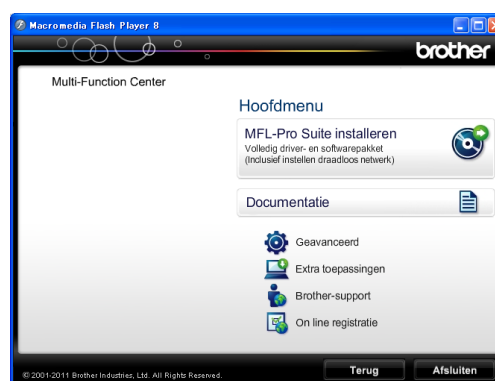 Macromedia Flash Player 8
brother
Multi-Function Center
Hoofdmenu
MFL-Pro Suite installeren
Volledig driver- en softwarepakket
(Inclusief instellen draadloos netwerk)
Documentatie
Geavanceerd
Extra toepassingen
Brother-support
On line registratie
© 2001-2011 Brother Industries, Ltd. All Rights Reserved.
Terug
Afsluiten